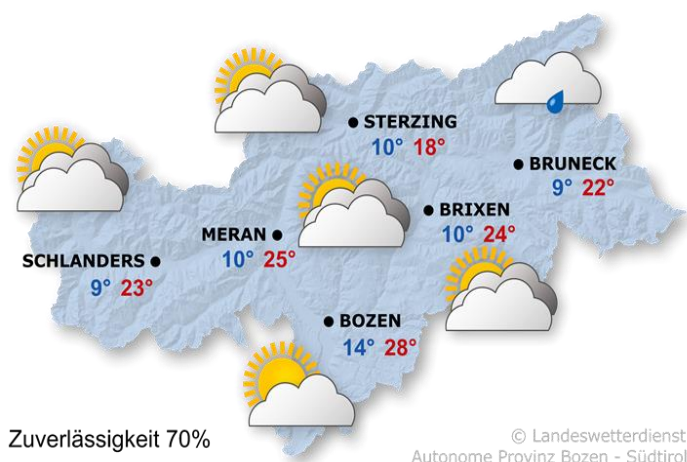 STERZING
10° 18°
BRUNECK
9° 22°
BRIXEN
10° 24°
MERAN
10° 25°
SCHLANDERS
9° 23°
BOZEN
14° 28°
Zuverlässigkeit 70%
© Landeswetterdienst
Autonome Provinz Bozen - Südtirol